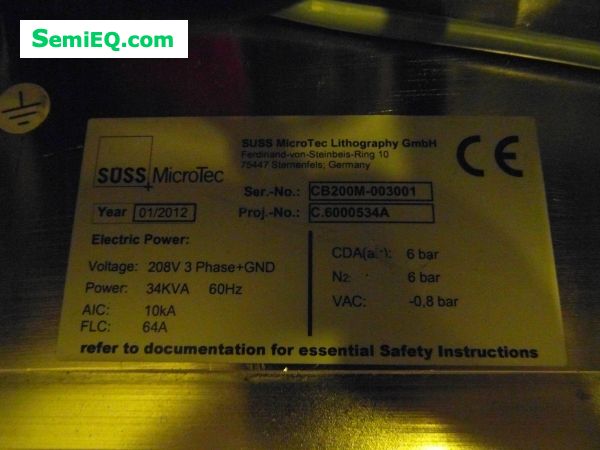 SemiEQ.com
SUSS MicroTec Lithography GmbH
Ferdinand-von-Steinbeis-Ring 10
75447 Sternenfels; Germany
SUSS MicroTec
CE
Ser.-No.: CB200M-003001
Year 01/2012
Proj.-No.: C.6000534A
Electric Power:
Voltage: 208V 3 Phase+GND
Power: 34KVA 60Hz
AIC: 10kA
FLC: 64A
CDA(air): 6 bar
N2: 6 bar
VAC: -0,8 bar
refer to documentation for essential Safety Instructions